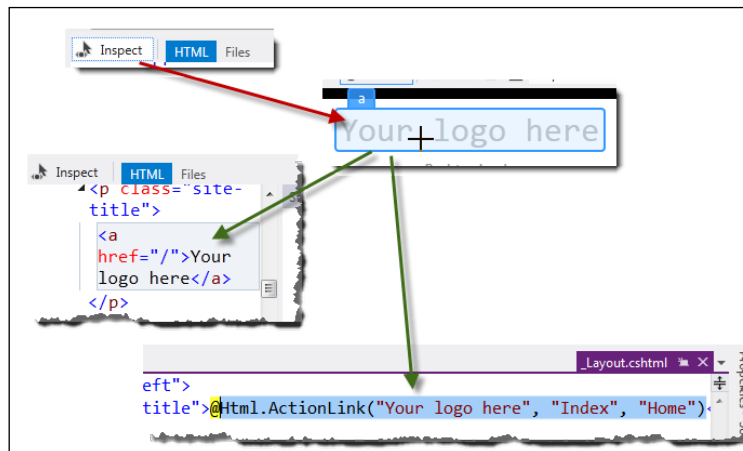 Inspect HTML Files
a
Your logo here
Inspect HTML Files
<p class="site-
title">
<a
href="/">Your
logo here</a>
</p>
_Layout.cshtml
eft">
title">@Html.ActionLink("Your logo here", "Index", "Home")<